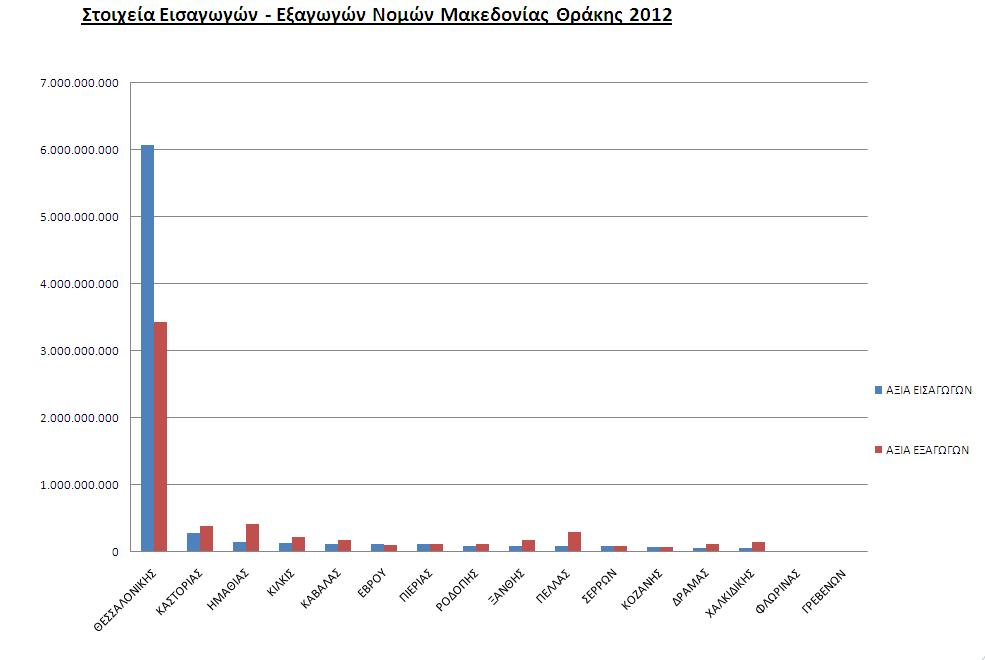 Στοιχεία Εισαγωγών - Εξαγωγών Νομών Μακεδονίας Θράκης 2012
7.000.000.000
6.000.000.000
5.000.000.000
4.000.000.000
3.000.000.000
2.000.000.000
1.000.000.000
0
ΘΕΣΣΑΛΟΝΙΚΗΣ
ΚΑΣΤΟΡΙΑΣ
ΗΜΑΘΙΑΣ
ΚΙΛΚΙΣ
ΚΑΒΑΛΑΣ
ΕΒΡΟΥ
ΠΙΕΡΙΑΣ
ΡΟΔΟΠΗΣ
ΞΑΝΘΗΣ
ΠΕΛΛΑΣ
ΣΕΡΡΩΝ
ΚΟΖΑΝΗΣ
ΔΡΑΜΑΣ
ΧΑΛΚΙΔΙΚΗΣ
ΦΛΩΡΙΝΑΣ
ΓΡΕΒΕΝΩΝ
ΑΞΙΑ ΕΙΣΑΓΩΓΩΝ
ΑΞΙΑ ΕΞΑΓΩΓΩΝ